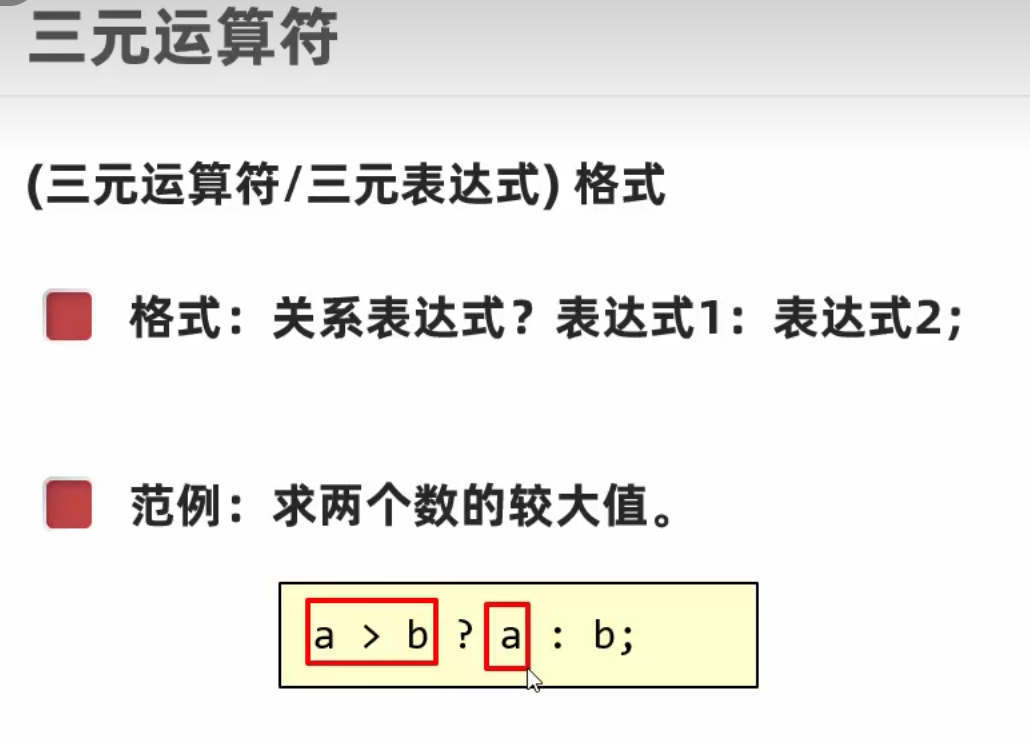 三元运算符
(三元运算符/三元表达式) 格式
格式：关系表达式？表达式1：表达式2;
范例：求两个数的较大值。
a > b ? a : b;